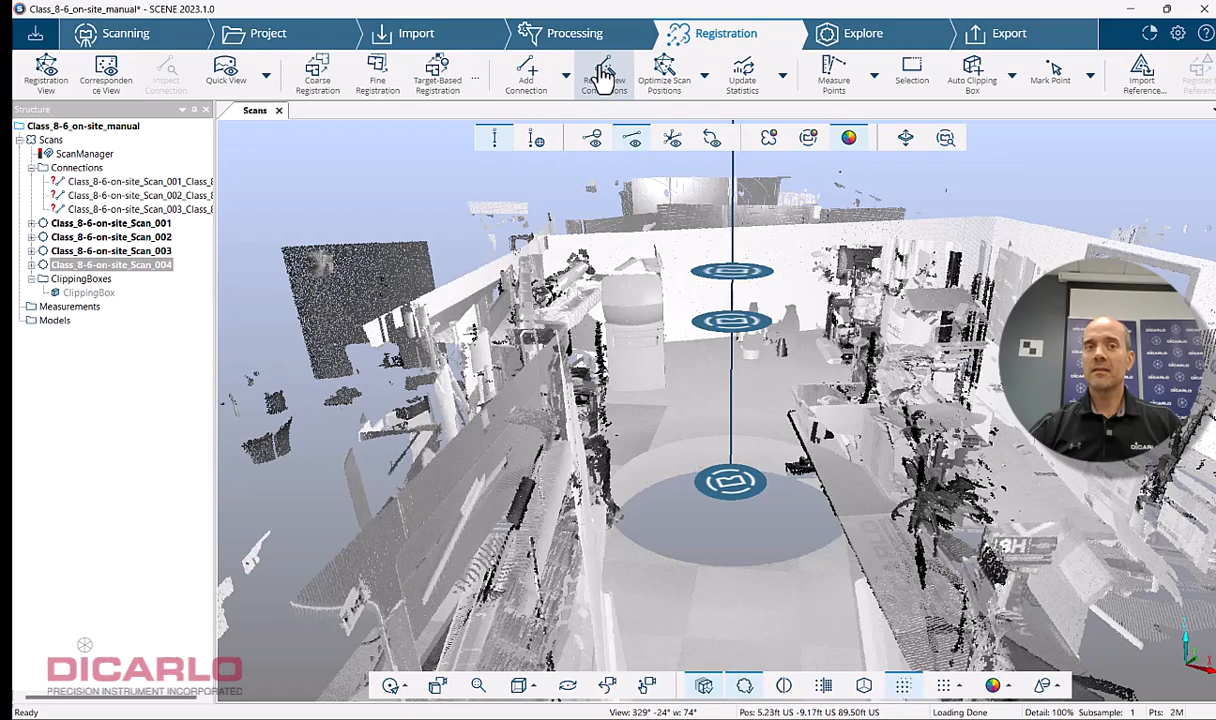 Class_8-6_on-site_manual* - SCENE 2023.1.0
Scanning
Project
Import
Processing
Registration
Explore
Export
Registration View
Corresponden View
Inspect Connection
Quick View
Coarse Registration
Fine Registration
Target-Based Registration
...
Add Connection
Optimize Scan Positions
Update Statistics
Measure Points
Selection
Auto Clipping Box
Mark Point
Import Reference...
Register
Structure
Scans
Class_8-6_on-site_manual
Scans
ScanManager
Connections
Class_8-6-on-site_Scan_001_Class_8
Class_8-6-on-site_Scan_002_Class_8
Class_8-6-on-site_Scan_003_Class_8
Class_8-6-on-site_Scan_001
Class_8-6-on-site_Scan_002
Class_8-6-on-site_Scan_003
Class_8-6-on-site_Scan_004
ClippingBoxes
ClippingBox
Measurements
Models
DICARLO
DICARLO
PRECISION INSTRUMENT INCORPORATED
Ready
View: 329° -24° w: 74°
Pos: 5.23ft US -9.17ft US 89.50ft US
Loading Done
Detail: 100% Subsample: 1
Pts: 2M